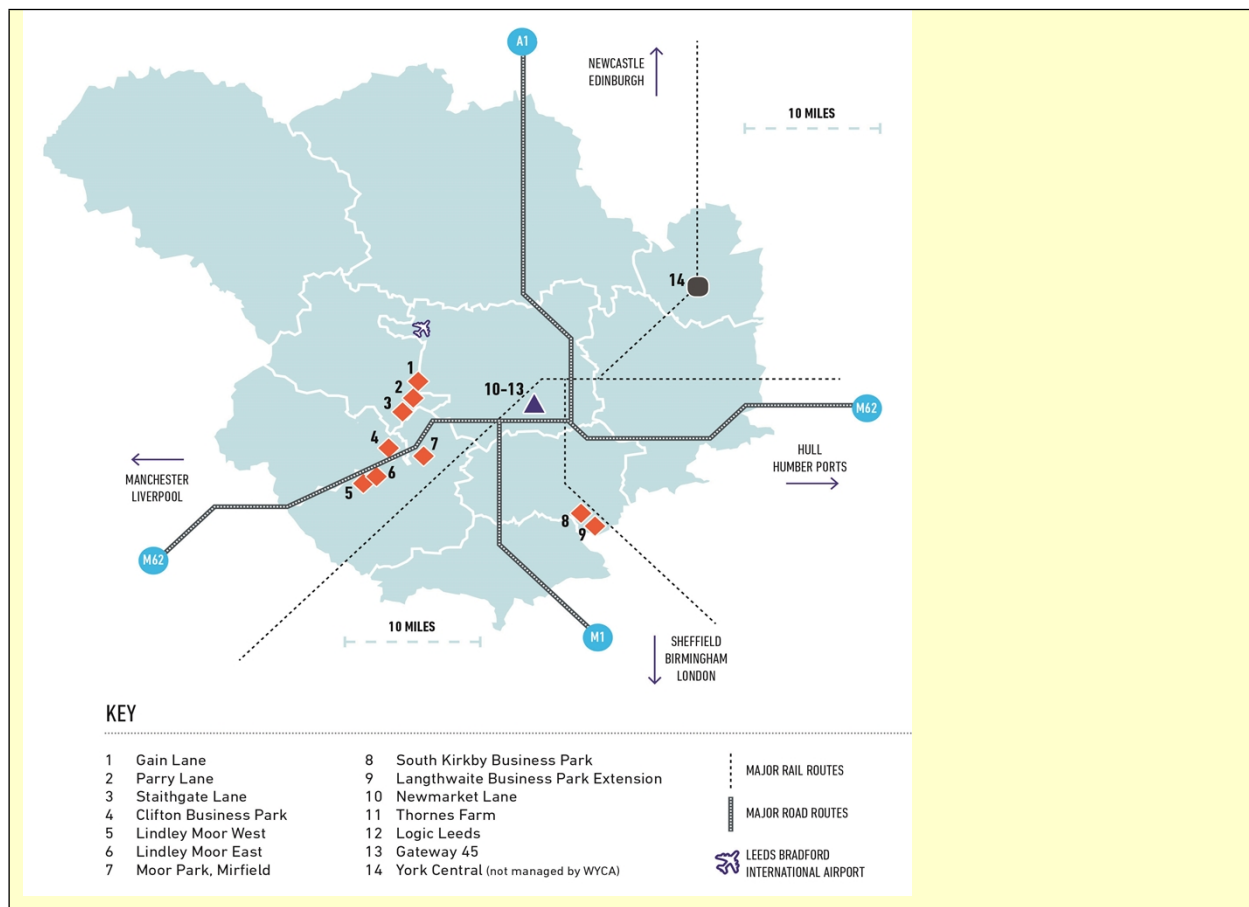 A1
NEWCASTLE
EDINBURGH
10 MILES
14
1
2
3
10-13
M62
4
7
HULL
HUMBER PORTS
MANCHESTER
LIVERPOOL
5
6
8
9
M62
10 MILES
M1
SHEFFIELD
BIRMINGHAM
LONDON
KEY
1 Gain Lane
2 Parry Lane
3 Staithgate Lane
4 Clifton Business Park
5 Lindley Moor West
6 Lindley Moor East
7 Moor Park, Mirfield
8 South Kirkby Business Park
9 Langthwaite Business Park Extension
10 Newmarket Lane
11 Thornes Farm
12 Logic Leeds
13 Gateway 45
14 York Central (not managed by WYCA)
MAJOR RAIL ROUTES
MAJOR ROAD ROUTES
LEEDS BRADFORD
INTERNATIONAL AIRPORT